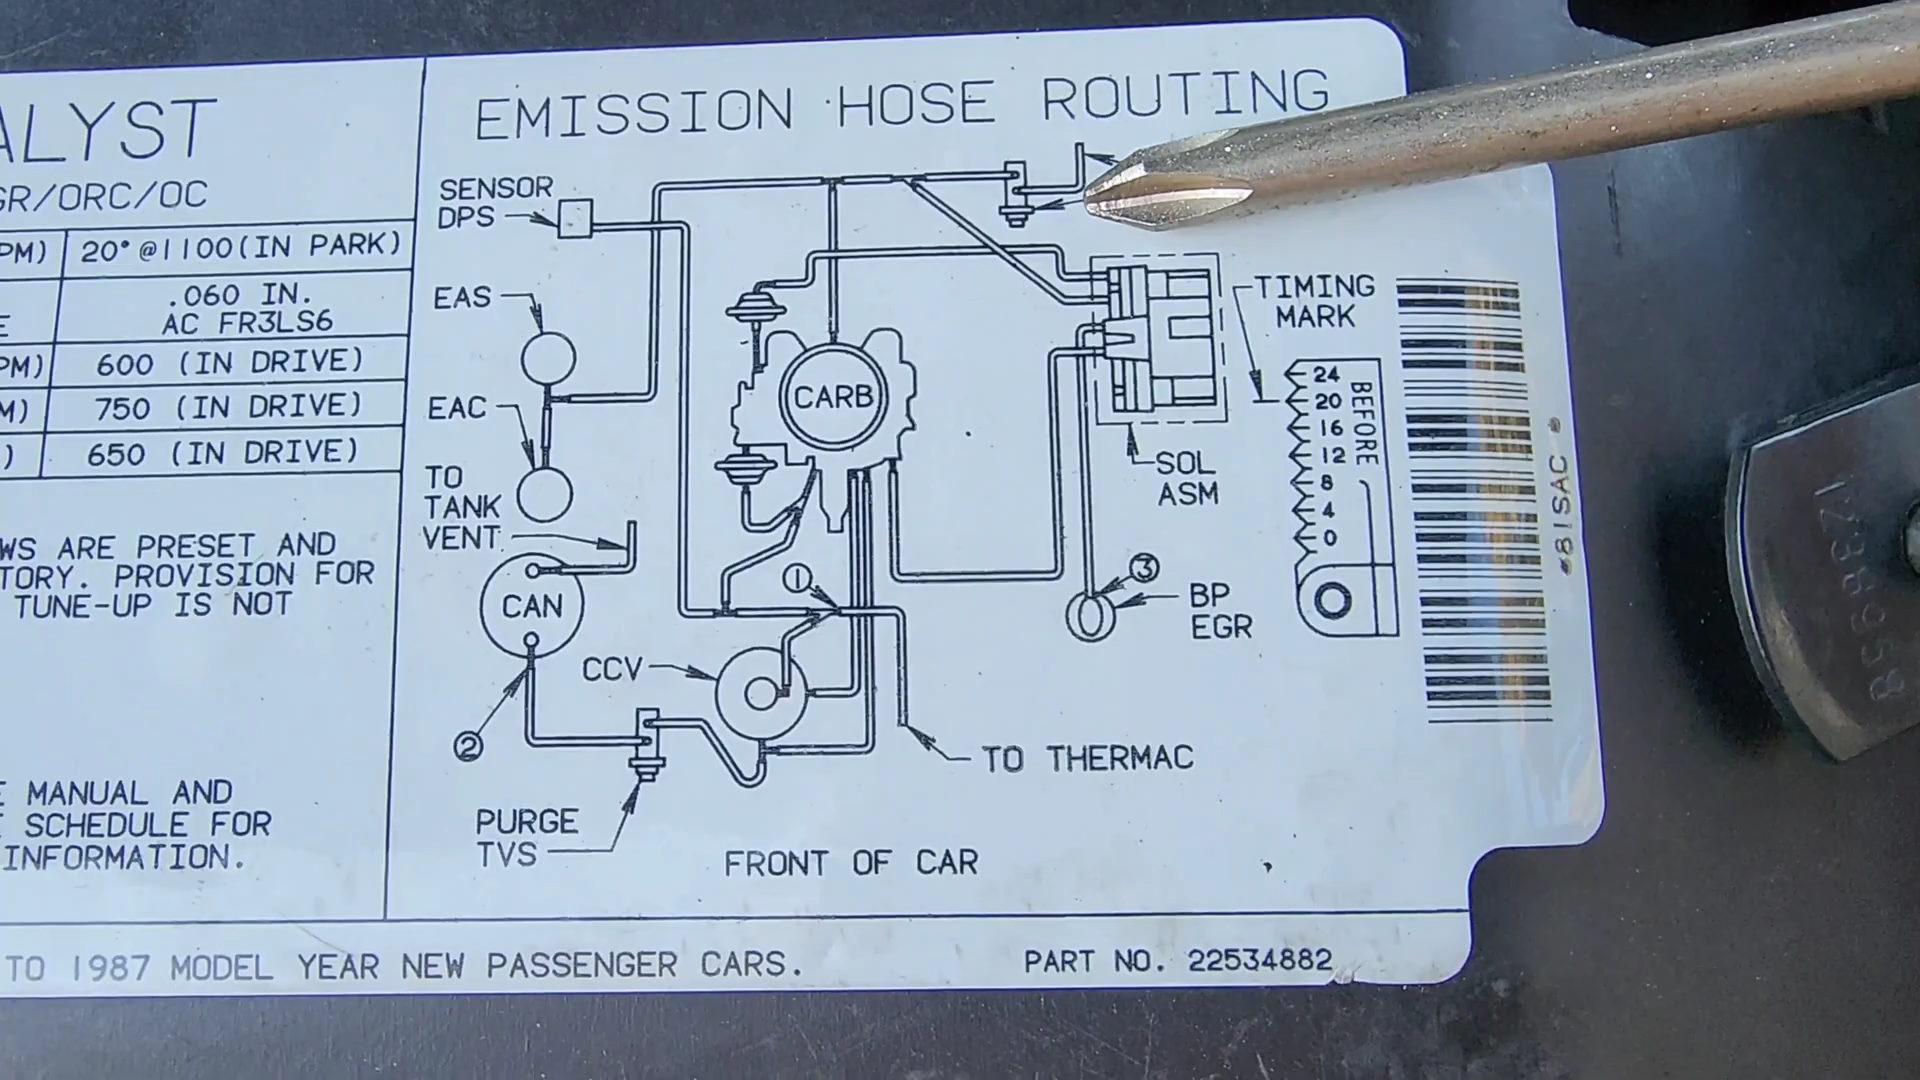 ALYST
GR/ORC/OC
PM) 20° @1100(IN PARK)
.060 IN.
E AC FR3LS6
PM) 600 (IN DRIVE)
M) 750 (IN DRIVE)
) 650 (IN DRIVE)
WS ARE PRESET AND
TORY. PROVISION FOR
TUNE-UP IS NOT
E MANUAL AND
E SCHEDULE FOR
INFORMATION.
EMISSION HOSE ROUTING
SENSOR
DPS
EAS
EAC
TO
TANK
VENT
CAN
CCV
PURGE
TVS
CARB
1
2
3
SOL
ASM
BP
EGR
TO THERMAC
TIMING
MARK
24
20
16
12
8
4
0
BEFORE
FRONT OF CAR
*81SAC*
TO 1987 MODEL YEAR NEW PASSENGER CARS.
PART NO. 22534882